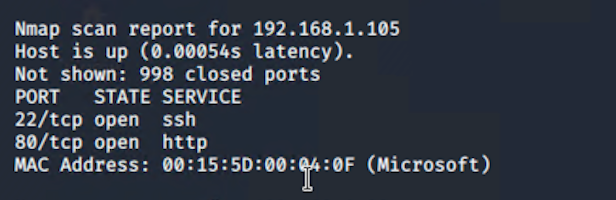 Nmap scan report for 192.168.1.105
Host is up (0.00054s latency).
Not shown: 998 closed ports
PORT   STATE SERVICE
22/tcp open  ssh
80/tcp open  http
MAC Address: 00:15:5D:00:04:0F (Microsoft)